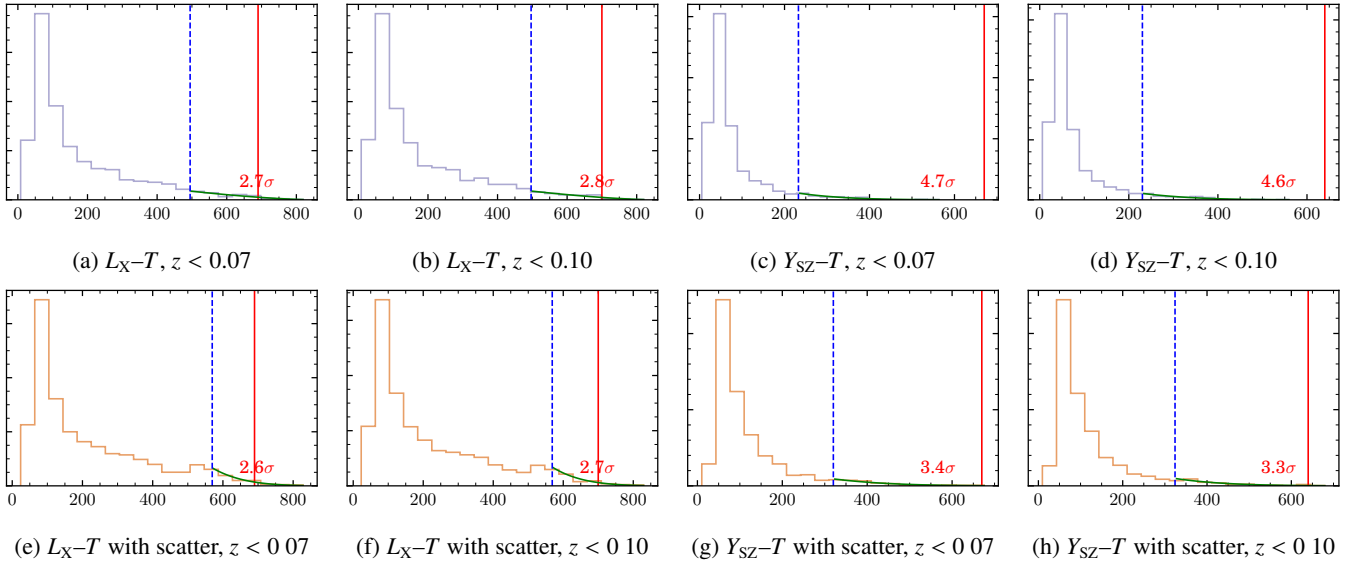 2.7σ
0 200 400 600 800
(a) L_X–T, z < 0.07
2.8σ
0 200 400 600 800
(b) L_X–T, z < 0.10
4.7σ
0 200 400 600
(c) Y_SZ–T, z < 0.07
4.6σ
0 200 400 600
(d) Y_SZ–T, z < 0.10
2.6σ
0 200 400 600 800
(e) L_X–T with scatter, z < 0 07
2.7σ
0 200 400 600 800
(f) L_X–T with scatter, z < 0 10
3.4σ
0 200 400 600
(g) Y_SZ–T with scatter, z < 0 07
3.3σ
0 200 400 600
(h) Y_SZ–T with scatter, z < 0 10